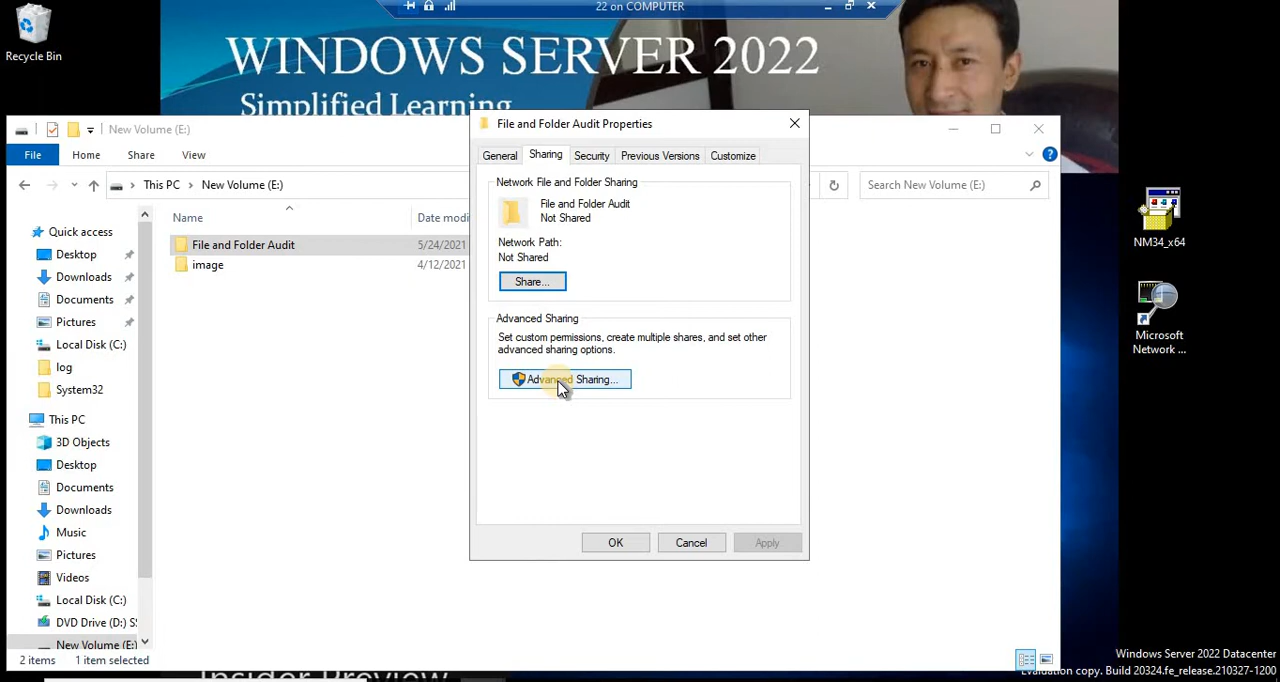 22 on COMPUTER
Recycle Bin
WINDOWS SERVER 2022
Simplified Learning
New Volume (E:)
File and Folder Audit Properties
File
Home
Share
View
General
Sharing
Security
Previous Versions
Customize
This PC
New Volume (E:)
Search New Volume (E:)
Name
Date modi
Quick access
Desktop
Downloads
Documents
Pictures
Local Disk (C:)
log
System32
This PC
3D Objects
Desktop
Documents
Downloads
Music
Pictures
Videos
Local Disk (C:)
DVD Drive (D:) S
New Volume (E:)
File and Folder Audit
5/24/2021
image
4/12/2021
Network File and Folder Sharing
File and Folder Audit
Not Shared
Network Path:
Not Shared
Share...
Advanced Sharing
Set custom permissions, create multiple shares, and set other
advanced sharing options.
Advanced Sharing...
OK
Cancel
Apply
NM34_x64
Microsoft
Network ...
2 items
1 item selected
Insider Preview
Windows Server 2022 Datacenter
Evaluation copy. Build 20324.fe_release.210327-1200